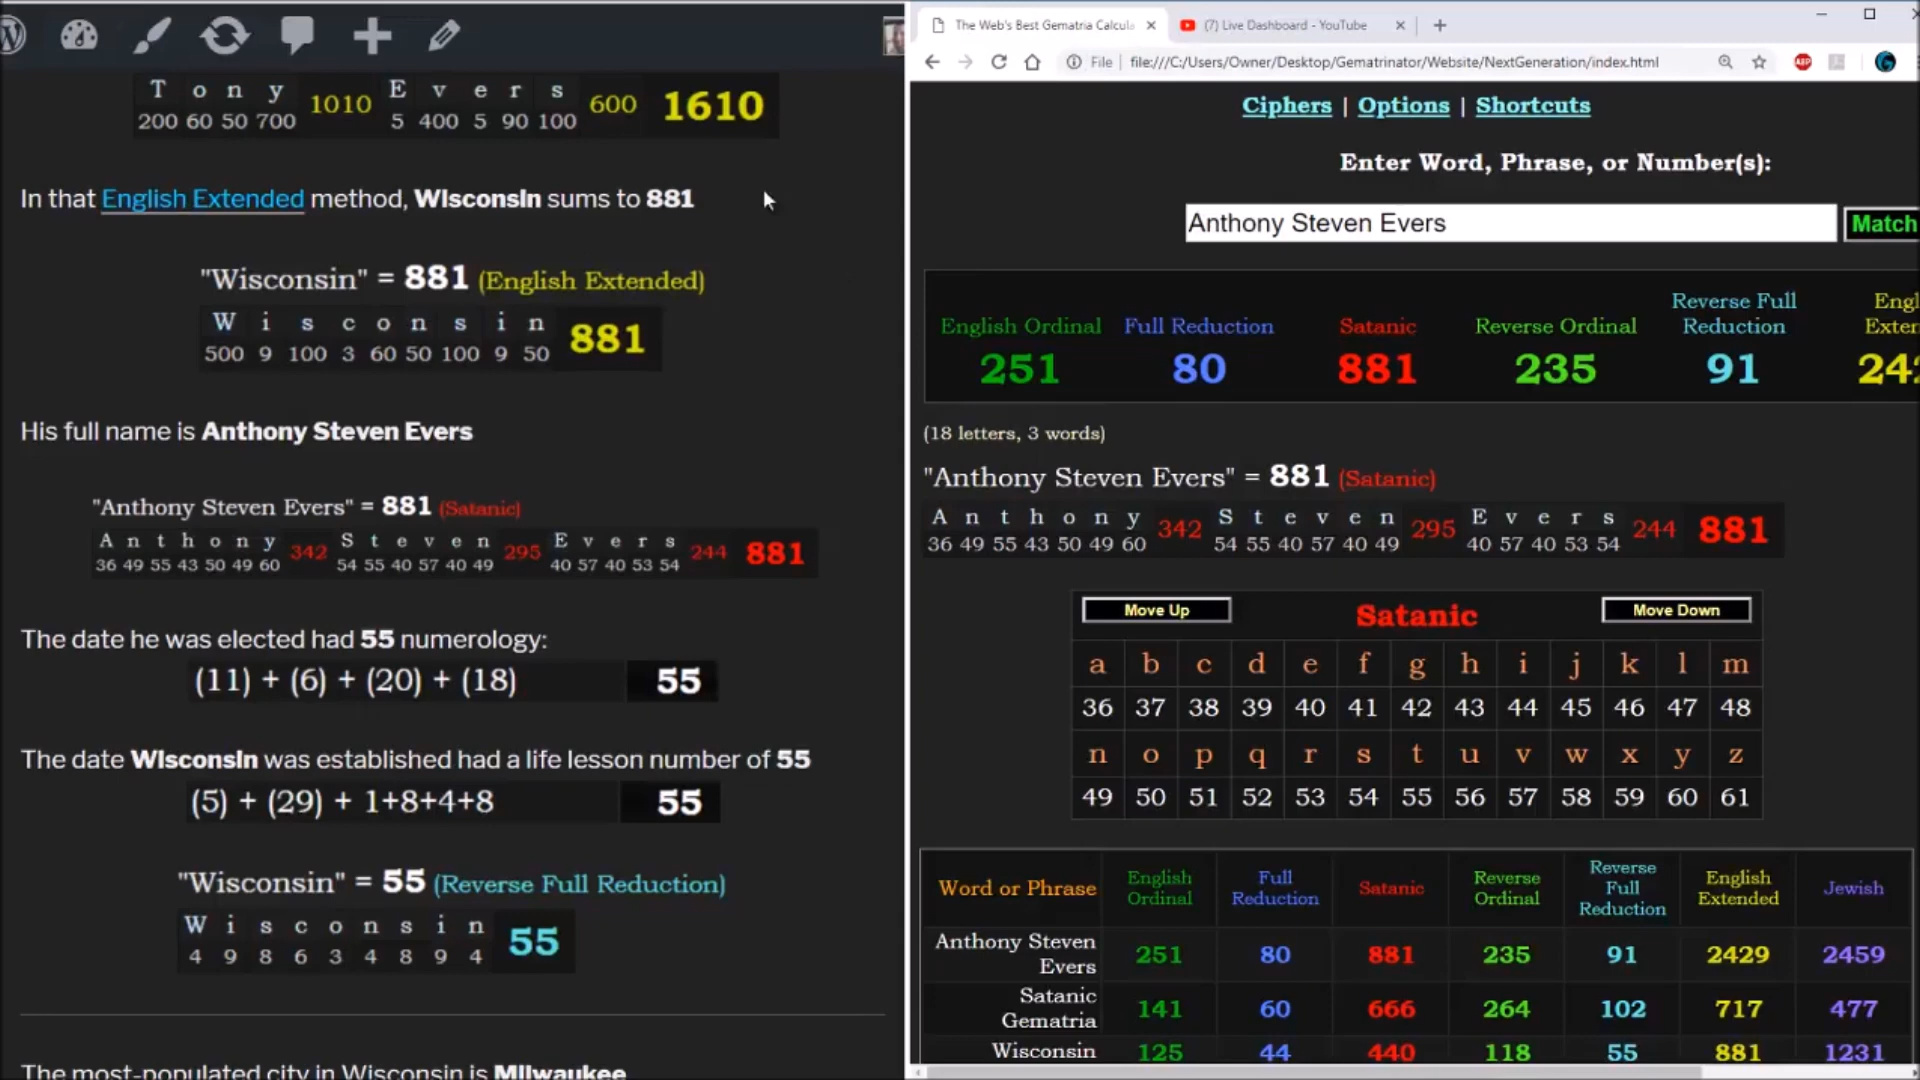 T o n y 1010 E v e r s 600 1610
200 60 50 700 5 400 5 90 100
In that English Extended method, Wisconsin sums to 881
"Wisconsin" = 881 (English Extended)
W i s c o n s i n 881
500 9 100 3 60 50 100 9 50
His full name is Anthony Steven Evers
"Anthony Steven Evers" = 881 (Satanic)
A n t h o n y 342 S t e v e n 295 E v e r s 244 881
36 49 55 43 50 49 60 54 55 40 57 40 49 40 57 40 53 54
The date he was elected had 55 numerology:
(11) + (6) + (20) + (18) 55
The date Wisconsin was established had a life lesson number of 55
(5) + (29) + 1+8+4+8 55
"Wisconsin" = 55 (Reverse Full Reduction)
W i s c o n s i n 55
4 9 8 6 3 4 8 9 4
The most-populated city in Wisconsin is Milwaukee
The Web's Best Gematria Calcula
(7) Live Dashboard - YouTube
File file:///C:/Users/Owner/Desktop/Gematrinator/Website/NextGeneration/index.html
ABP
Ciphers | Options | Shortcuts
Enter Word, Phrase, or Number(s):
Anthony Steven Evers Match
English Ordinal Full Reduction Satanic Reverse Ordinal Reverse Full Reduction Engl Exten
251 80 881 235 91 242
(18 letters, 3 words)
"Anthony Steven Evers" = 881 (Satanic)
A n t h o n y 342 S t e v e n 295 E v e r s 244 881
36 49 55 43 50 49 60 54 55 40 57 40 49 40 57 40 53 54
Move Up Satanic Move Down
a b c d e f g h i j k l m
36 37 38 39 40 41 42 43 44 45 46 47 48
n o p q r s t u v w x y z
49 50 51 52 53 54 55 56 57 58 59 60 61
Word or Phrase English Ordinal Full Reduction Satanic Reverse Ordinal Reverse Full Reduction English Extended Jewish
Anthony Steven Evers 251 80 881 235 91 2429 2459
Satanic Gematria 141 60 666 264 102 717 477
Wisconsin 125 44 440 118 55 881 1231